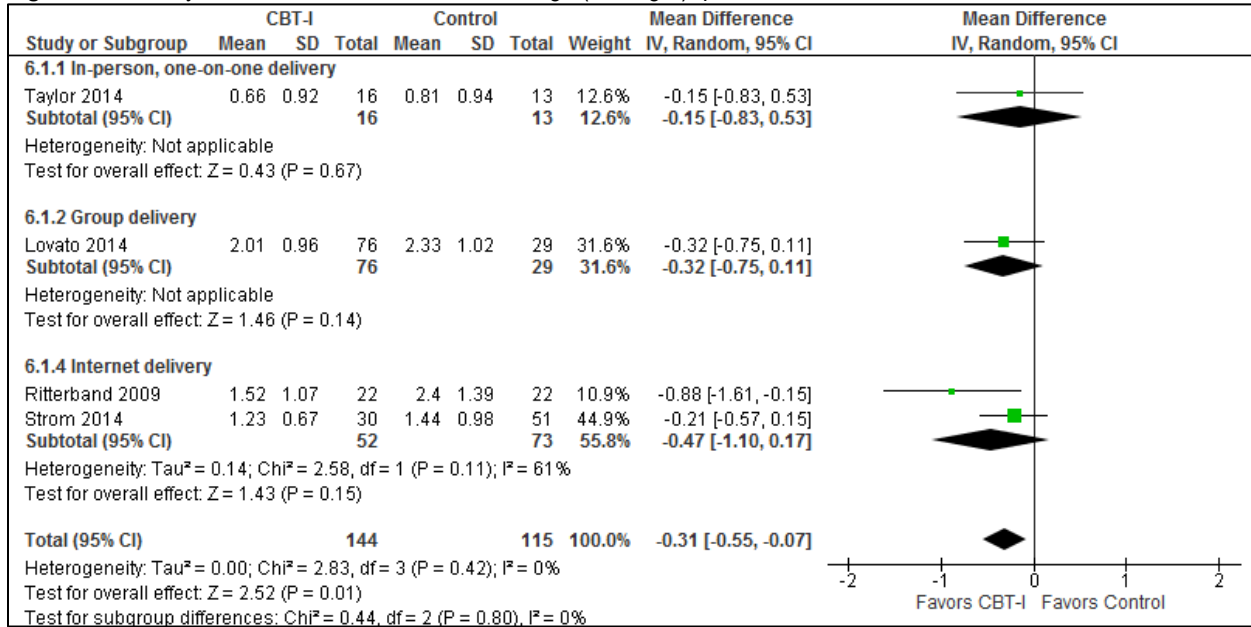 CBT-I Control Mean Difference Mean Difference
Study or Subgroup Mean SD Total Mean SD Total Weight IV, Random, 95% CI IV, Random, 95% CI
6.1.1 In-person, one-on-one delivery
Taylor 2014 0.66 0.92 16 0.81 0.94 13 12.6% -0.15 [-0.83, 0.53]
Subtotal (95% CI) 16 13 12.6% -0.15 [-0.83, 0.53]
Heterogeneity: Not applicable
Test for overall effect: Z = 0.43 (P = 0.67)
6.1.2 Group delivery
Lovato 2014 2.01 0.96 76 2.33 1.02 29 31.6% -0.32 [-0.75, 0.11]
Subtotal (95% CI) 76 29 31.6% -0.32 [-0.75, 0.11]
Heterogeneity: Not applicable
Test for overall effect: Z = 1.46 (P = 0.14)
6.1.4 Internet delivery
Ritterband 2009 1.52 1.07 22 2.4 1.39 22 10.9% -0.88 [-1.61, -0.15]
Strom 2014 1.23 0.67 30 1.44 0.98 51 44.9% -0.21 [-0.57, 0.15]
Subtotal (95% CI) 52 73 55.8% -0.47 [-1.10, 0.17]
Heterogeneity: Tau² = 0.14; Chi² = 2.58, df = 1 (P = 0.11); I² = 61%
Test for overall effect: Z = 1.43 (P = 0.15)
Total (95% CI) 144 115 100.0% -0.31 [-0.55, -0.07]
Heterogeneity: Tau² = 0.00; Chi² = 2.83, df = 3 (P = 0.42); I² = 0%
Test for overall effect: Z = 2.52 (P = 0.01)
Test for subgroup differences: Chi² = 0.44, df = 2 (P = 0.80), I² = 0%
-2 -1 0 1 2
Favors CBT-I Favors Control